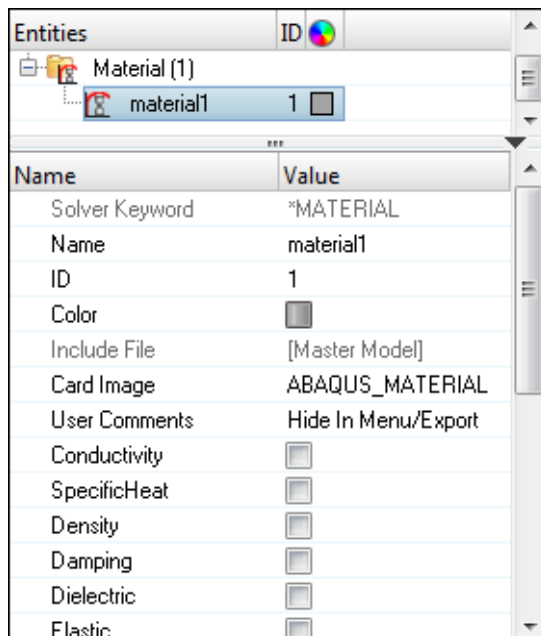 Entities ID
Material (1)
material1 1
Name Value
Solver Keyword *MATERIAL
Name material1
ID 1
Color
Include File [Master Model]
Card Image ABAQUS_MATERIAL
User Comments Hide In Menu/Export
Conductivity
SpecificHeat
Density
Damping
Dielectric
Elastic